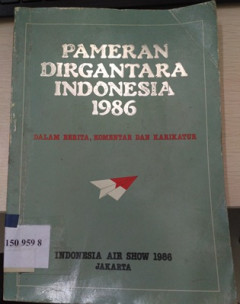 PAMERAN
DIRGANTARA
INDONESIA
1986
DALAM BERITA, KOMENTAR DAN KARIKATUR
150 959 8
INDONESIA AIR SHOW 1986
JAKARTA